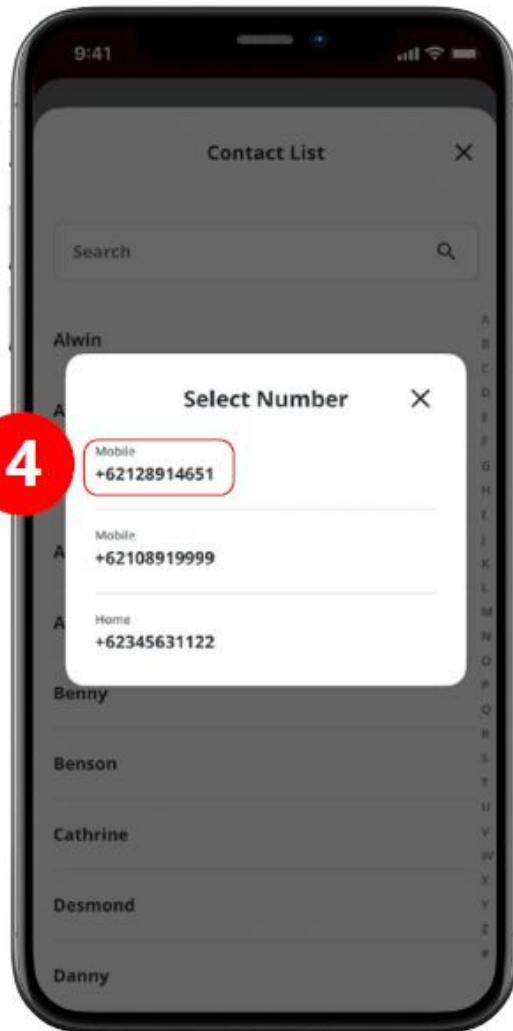 9:41
Contact List
Search
A
Alwin
B
C
Select Number
D
A
E
F
4
Mobile
G
+62128914651
H
I
J
Mobile
A
K
+62108919999
L
M
Home
A
N
+62345631122
O
P
Benny
Q
R
Benson
S
T
U
Cathrine
V
W
X
Desmond
Y
Z
#
Danny